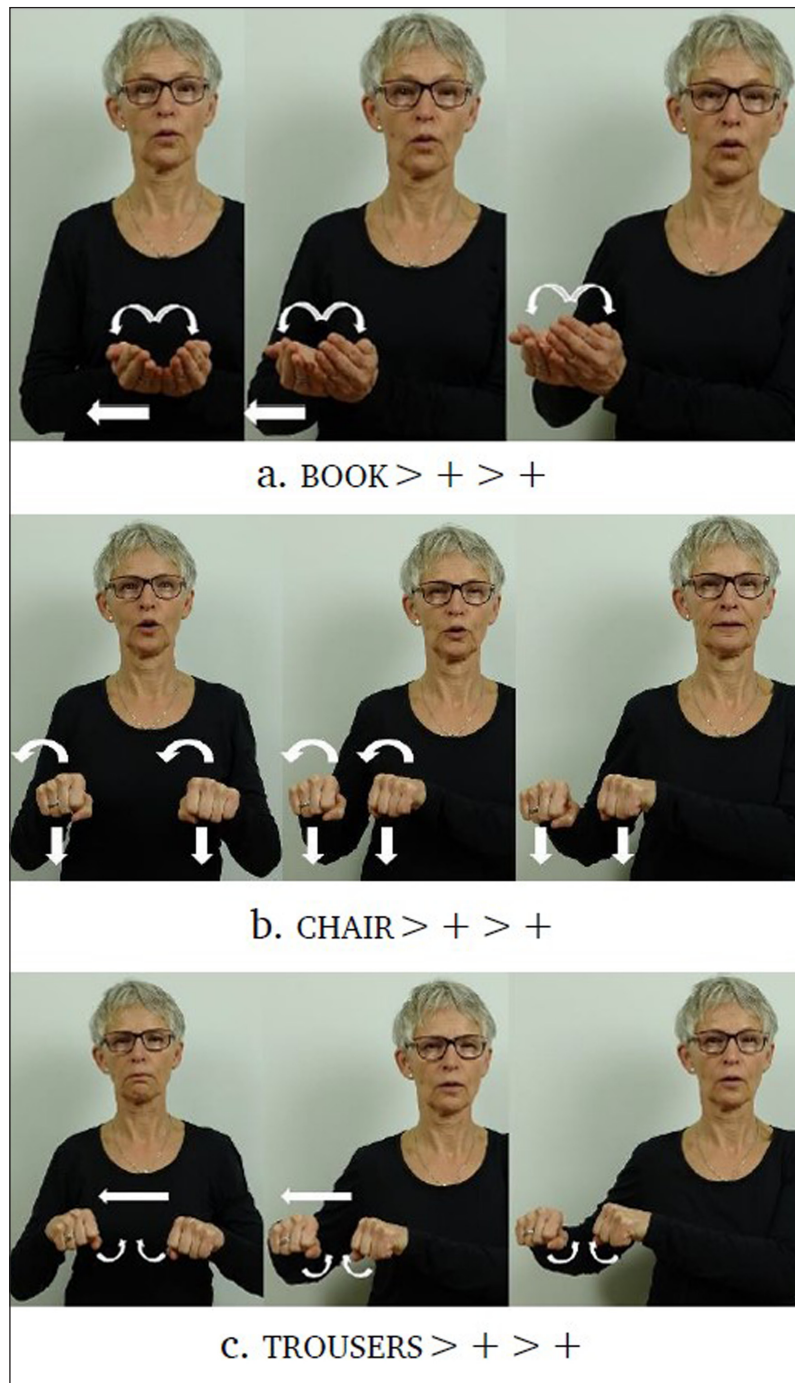 a. BOOK > + > +
b. CHAIR > + > +
c. TROUSERS > + > +